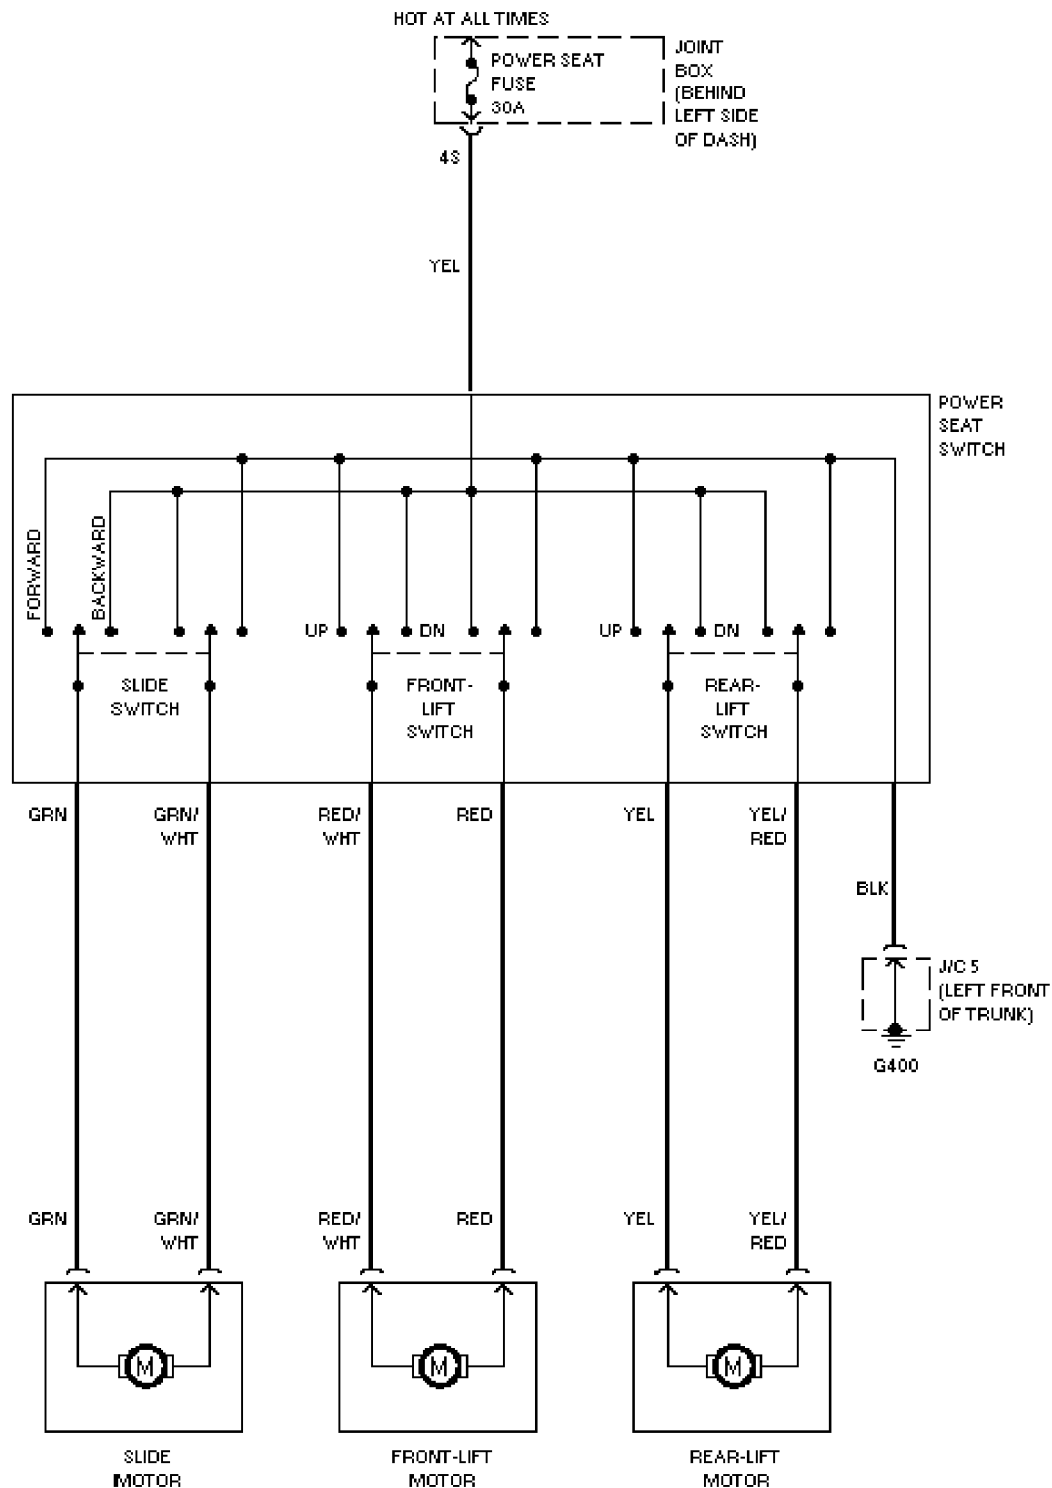 HOT AT ALL TIMES
POWER SEAT
FUSE
30A
JOINT
BOX
(BEHIND
LEFT SIDE
OF DASH)
4S
YEL
POWER
SEAT
SWITCH
FORWARD
BACKWARD
UP
DN
UP
DN
SLIDE
SWITCH
FRONT-
LIFT
SWITCH
REAR-
LIFT
SWITCH
GRN
GRN/
WHT
RED/
WHT
RED
YEL
YEL/
RED
BLK
J/C 5
(LEFT FRONT
OF TRUNK)
G400
GRN
GRN/
WHT
RED/
WHT
RED
YEL
YEL/
RED
M
M
M
SLIDE
MOTOR
FRONT-LIFT
MOTOR
REAR-LIFT
MOTOR